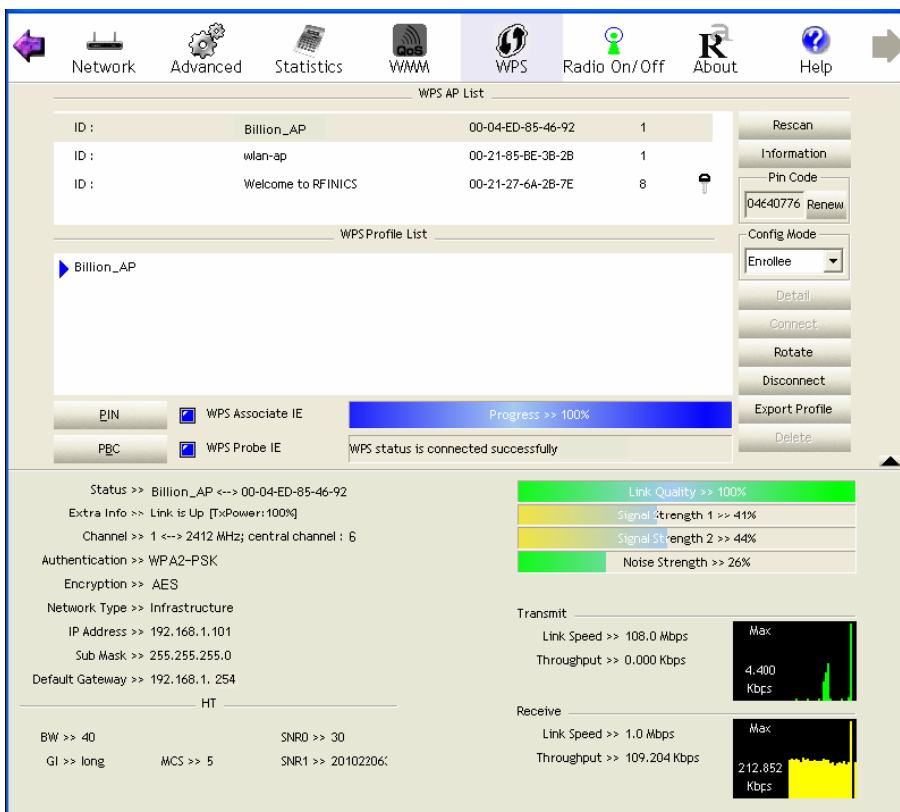 Network Advanced Statistics QoS WMM WPS Radio On/Off R a About ? Help
WPS AP List
ID : Billion_AP 00-04-ED-85-46-92 1
ID : wlan-ap 00-21-85-BE-3B-2B 1
ID : Welcome to RFINICS 00-21-27-6A-2B-7E 8
Rescan
Information
Pin Code
04640776 Renew
Config Mode
Enrollee
Detail
Connect
Rotate
Disconnect
Export Profile
Delete
WPS Profile List
Billion_AP
PIN WPS Associate IE Progress >> 100%
PBC WPS Probe IE WPS status is connected successfully
Status >> Billion_AP <--> 00-04-ED-85-46-92
Extra Info >> Link is Up [TxPower:100%]
Channel >> 1 <--> 2412 MHz; central channel : 6
Authentication >> WPA2-PSK
Encryption >> AES
Network Type >> Infrastructure
IP Address >> 192.168.1.101
Sub Mask >> 255.255.255.0
Default Gateway >> 192.168.1. 254
HT
BW >> 40 SNR0 >> 30
GI >> long MCS >> 5 SNR1 >> 20102206:
Link Quality >> 100%
Signal Strength 1 >> 41%
Signal Strength 2 >> 44%
Noise Strength >> 26%
Transmit
Link Speed >> 108.0 Mbps
Throughput >> 0.000 Kbps
Max
4.400
Kbps
Receive
Link Speed >> 1.0 Mbps
Throughput >> 109.204 Kbps
Max
212.852
Kbps